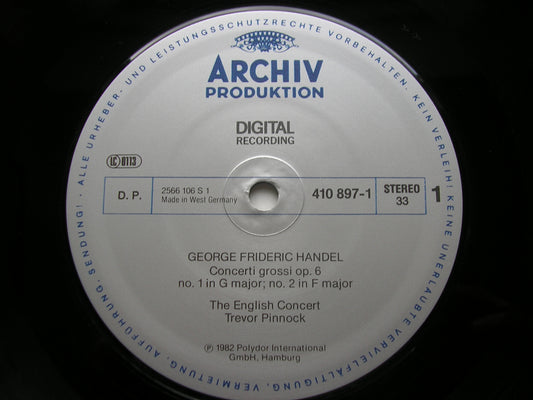 ALLE URHEBER- UND LEISTUNGSSCHUTZRECHTE VORBEHALTEN · KEIN VERLEIH! KEINE UNERLAUBTE VERVIELFÄLTIGUNG, VERMIETUNG, AUFFÜHRUNG, SENDUNG! ·
ARCHIV
PRODUKTION
DIGITAL
RECORDING
LC 0113
D. P.
2566 106 S 1
Made in West Germany
410 897-1
STEREO
33
1
GEORGE FRIDERIC HANDEL
Concerti grossi op. 6
no. 1 in G major; no. 2 in F major
The English Concert
Trevor Pinnock
℗ 1982 Polydor International
GmbH, Hamburg